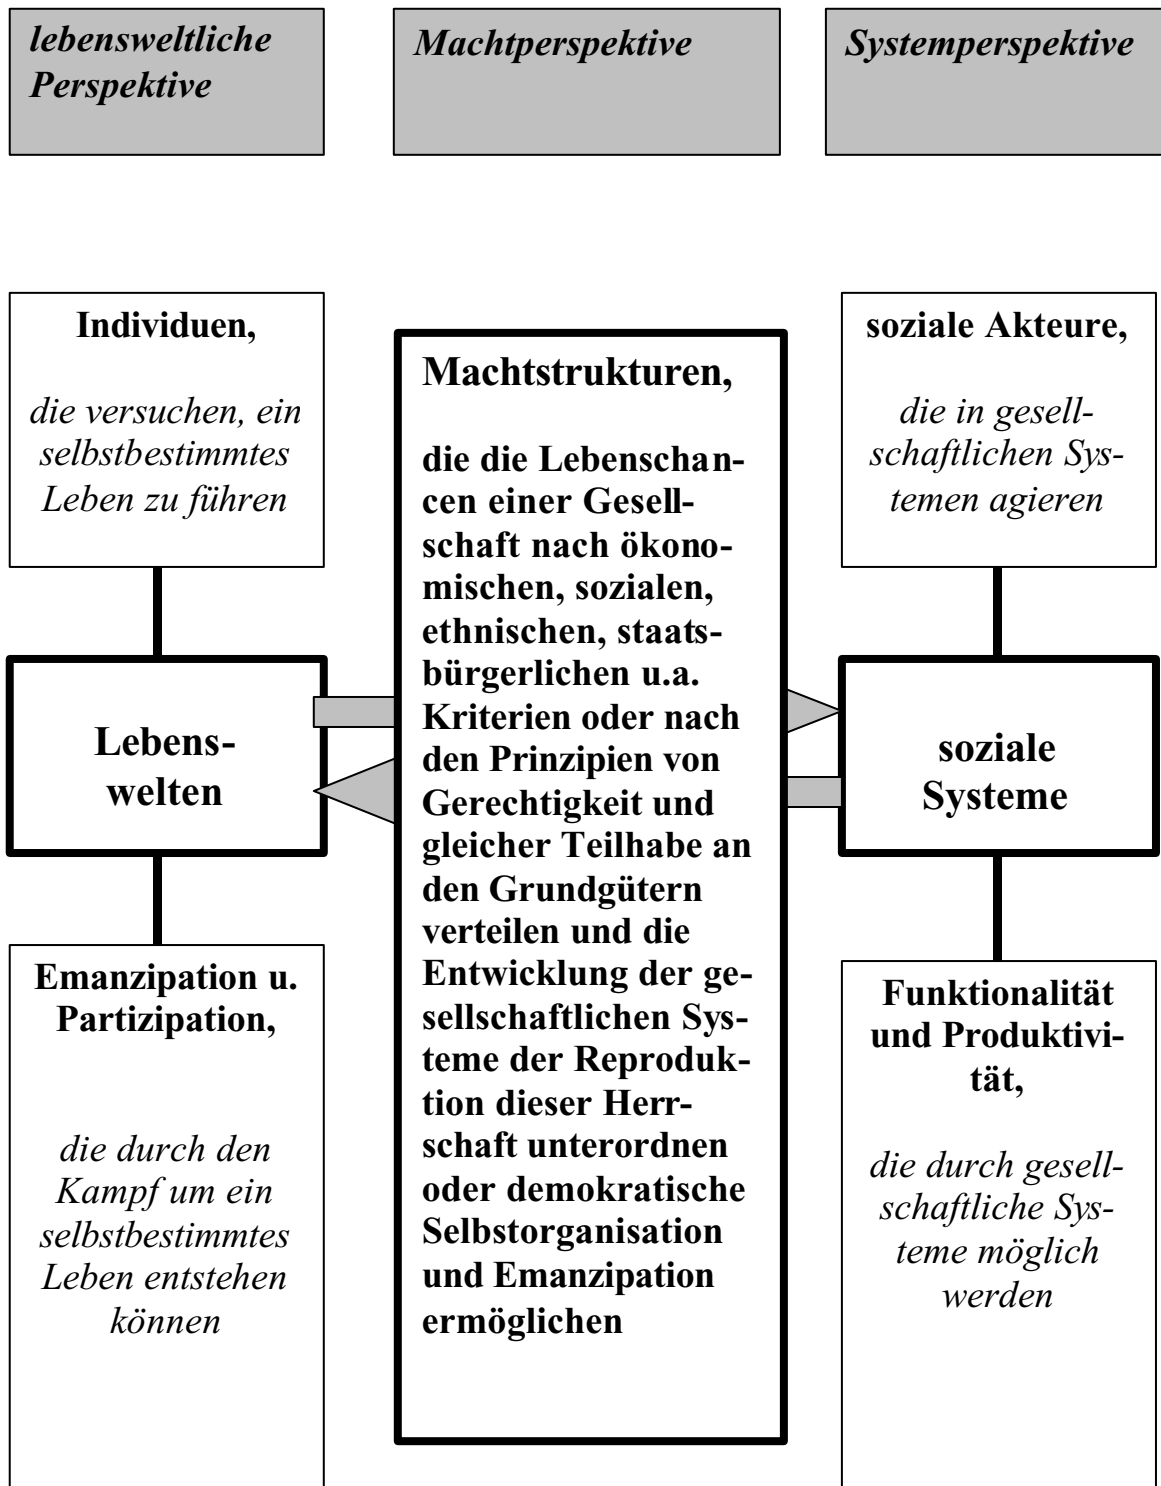 lebensweltliche
Perspektive
Machtperspektive
Systemperspektive
Individuen,
die versuchen, ein
selbstbestimmtes
Leben zu führen
Lebens-
welten
Emanzipation u.
Partizipation,
die durch den
Kampf um ein
selbstbestimmtes
Leben entstehen
können
Machtstrukturen,
die die Lebenschan-
cen einer Gesell-
schaft nach ökono-
mischen, sozialen,
ethnischen, staats-
bürgerlichen u.a.
Kriterien oder nach
den Prinzipien von
Gerechtigkeit und
gleicher Teilhabe an
den Grundgütern
verteilen und die
Entwicklung der ge-
sellschaftlichen Sys-
teme der Reproduk-
tion dieser Herr-
schaft unterordnen
oder demokratische
Selbstorganisation
und Emanzipation
ermöglichen
soziale Akteure,
die in gesell-
schaftlichen Sys-
temen agieren
soziale
Systeme
Funktionalität
und Produktivi-
tät,
die durch gesell-
schaftliche Sys-
teme möglich
werden